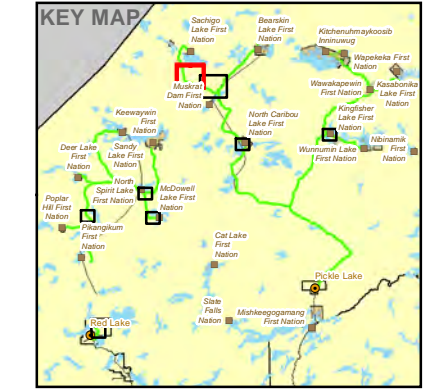 KEY MAP
Sachigo
Lake First
Nation
Bearskin
Lake First
Nation
Kitchenuhmaykoosib
Inninuwug
Wapekeka First
Nation
Muskrat
Dam First
Nation
Wawakapewin
First Nation
Kasabonika
Lake First
Nation
Keewaywin
First
Nation
North Caribou
Lake First
Nation
Kingfisher
Lake First
Nation
Sandy
Lake First
Nation
Deer Lake
First
Nation
Wunnumin Lake
First Nation
Nibinamik
First
Nation
North
Spirit Lake
First Nation
McDowell
Lake First
Nation
Poplar
Hill First
Nation
Pikangikum
First
Nation
Cat Lake
First
Nation
Pickle Lake
Slate
Falls
Nation
Mishkeegogamang
First Nation
Red Lake